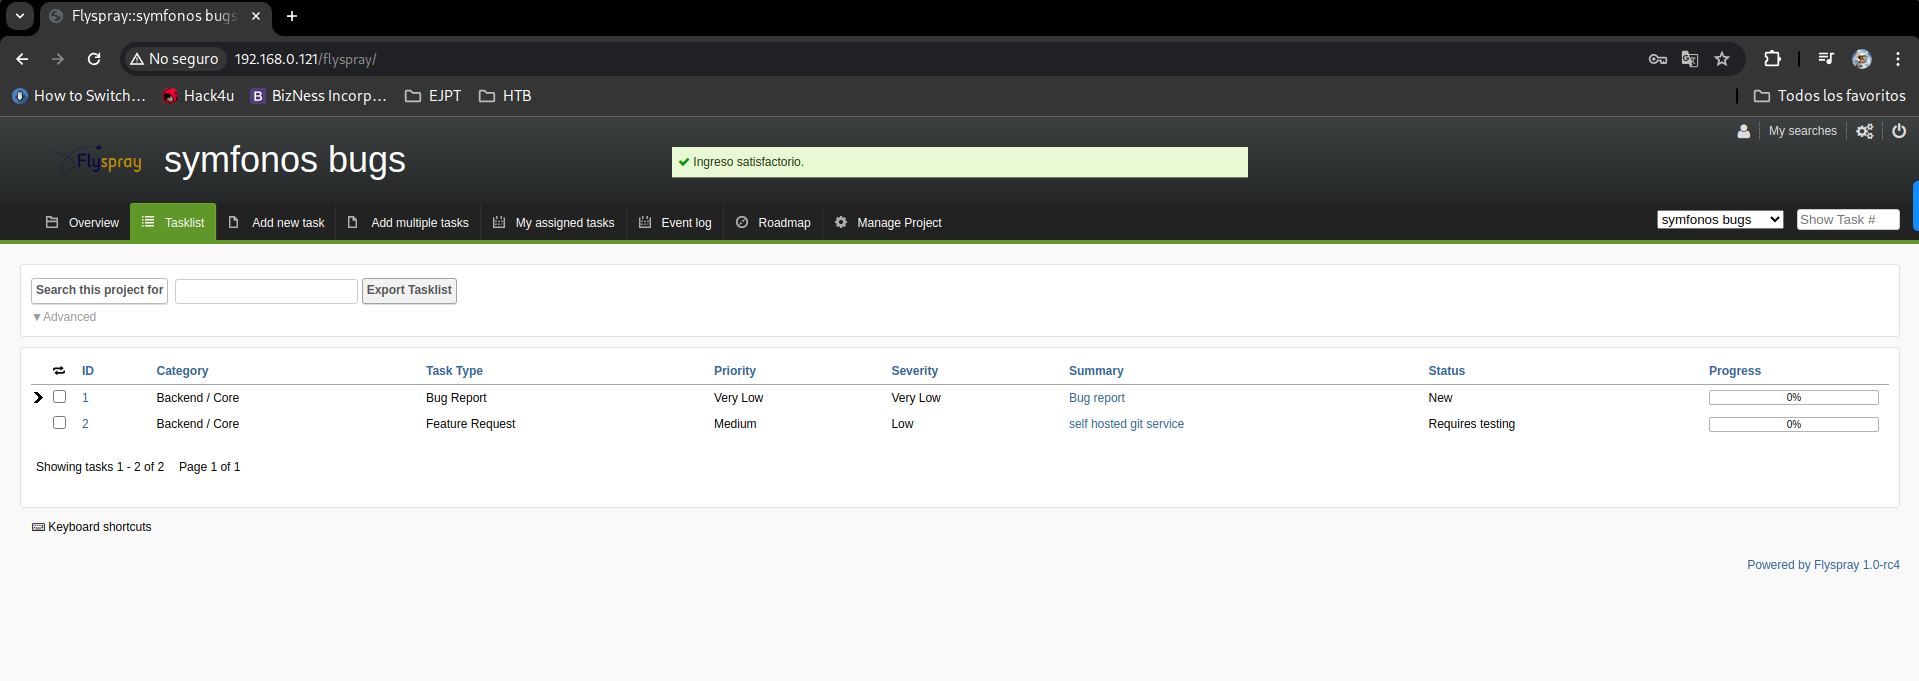 Flyspray::symfonos bugs
No seguro 192.168.0.121/flyspray/
How to Switch... Hack4u B BizNess Incorp... EJPT HTB Todos los favoritos
My searches
Flyspray symfonos bugs
Ingreso satisfactorio.
Overview Tasklist Add new task Add multiple tasks My assigned tasks Event log Roadmap Manage Project symfonos bugs Show Task #
Search this project for Export Tasklist
▼Advanced
ID Category Task Type Priority Severity Summary Status Progress
1 Backend / Core Bug Report Very Low Very Low Bug report New 0%
2 Backend / Core Feature Request Medium Low self hosted git service Requires testing 0%
Showing tasks 1 - 2 of 2 Page 1 of 1
Keyboard shortcuts
Powered by Flyspray 1.0-rc4